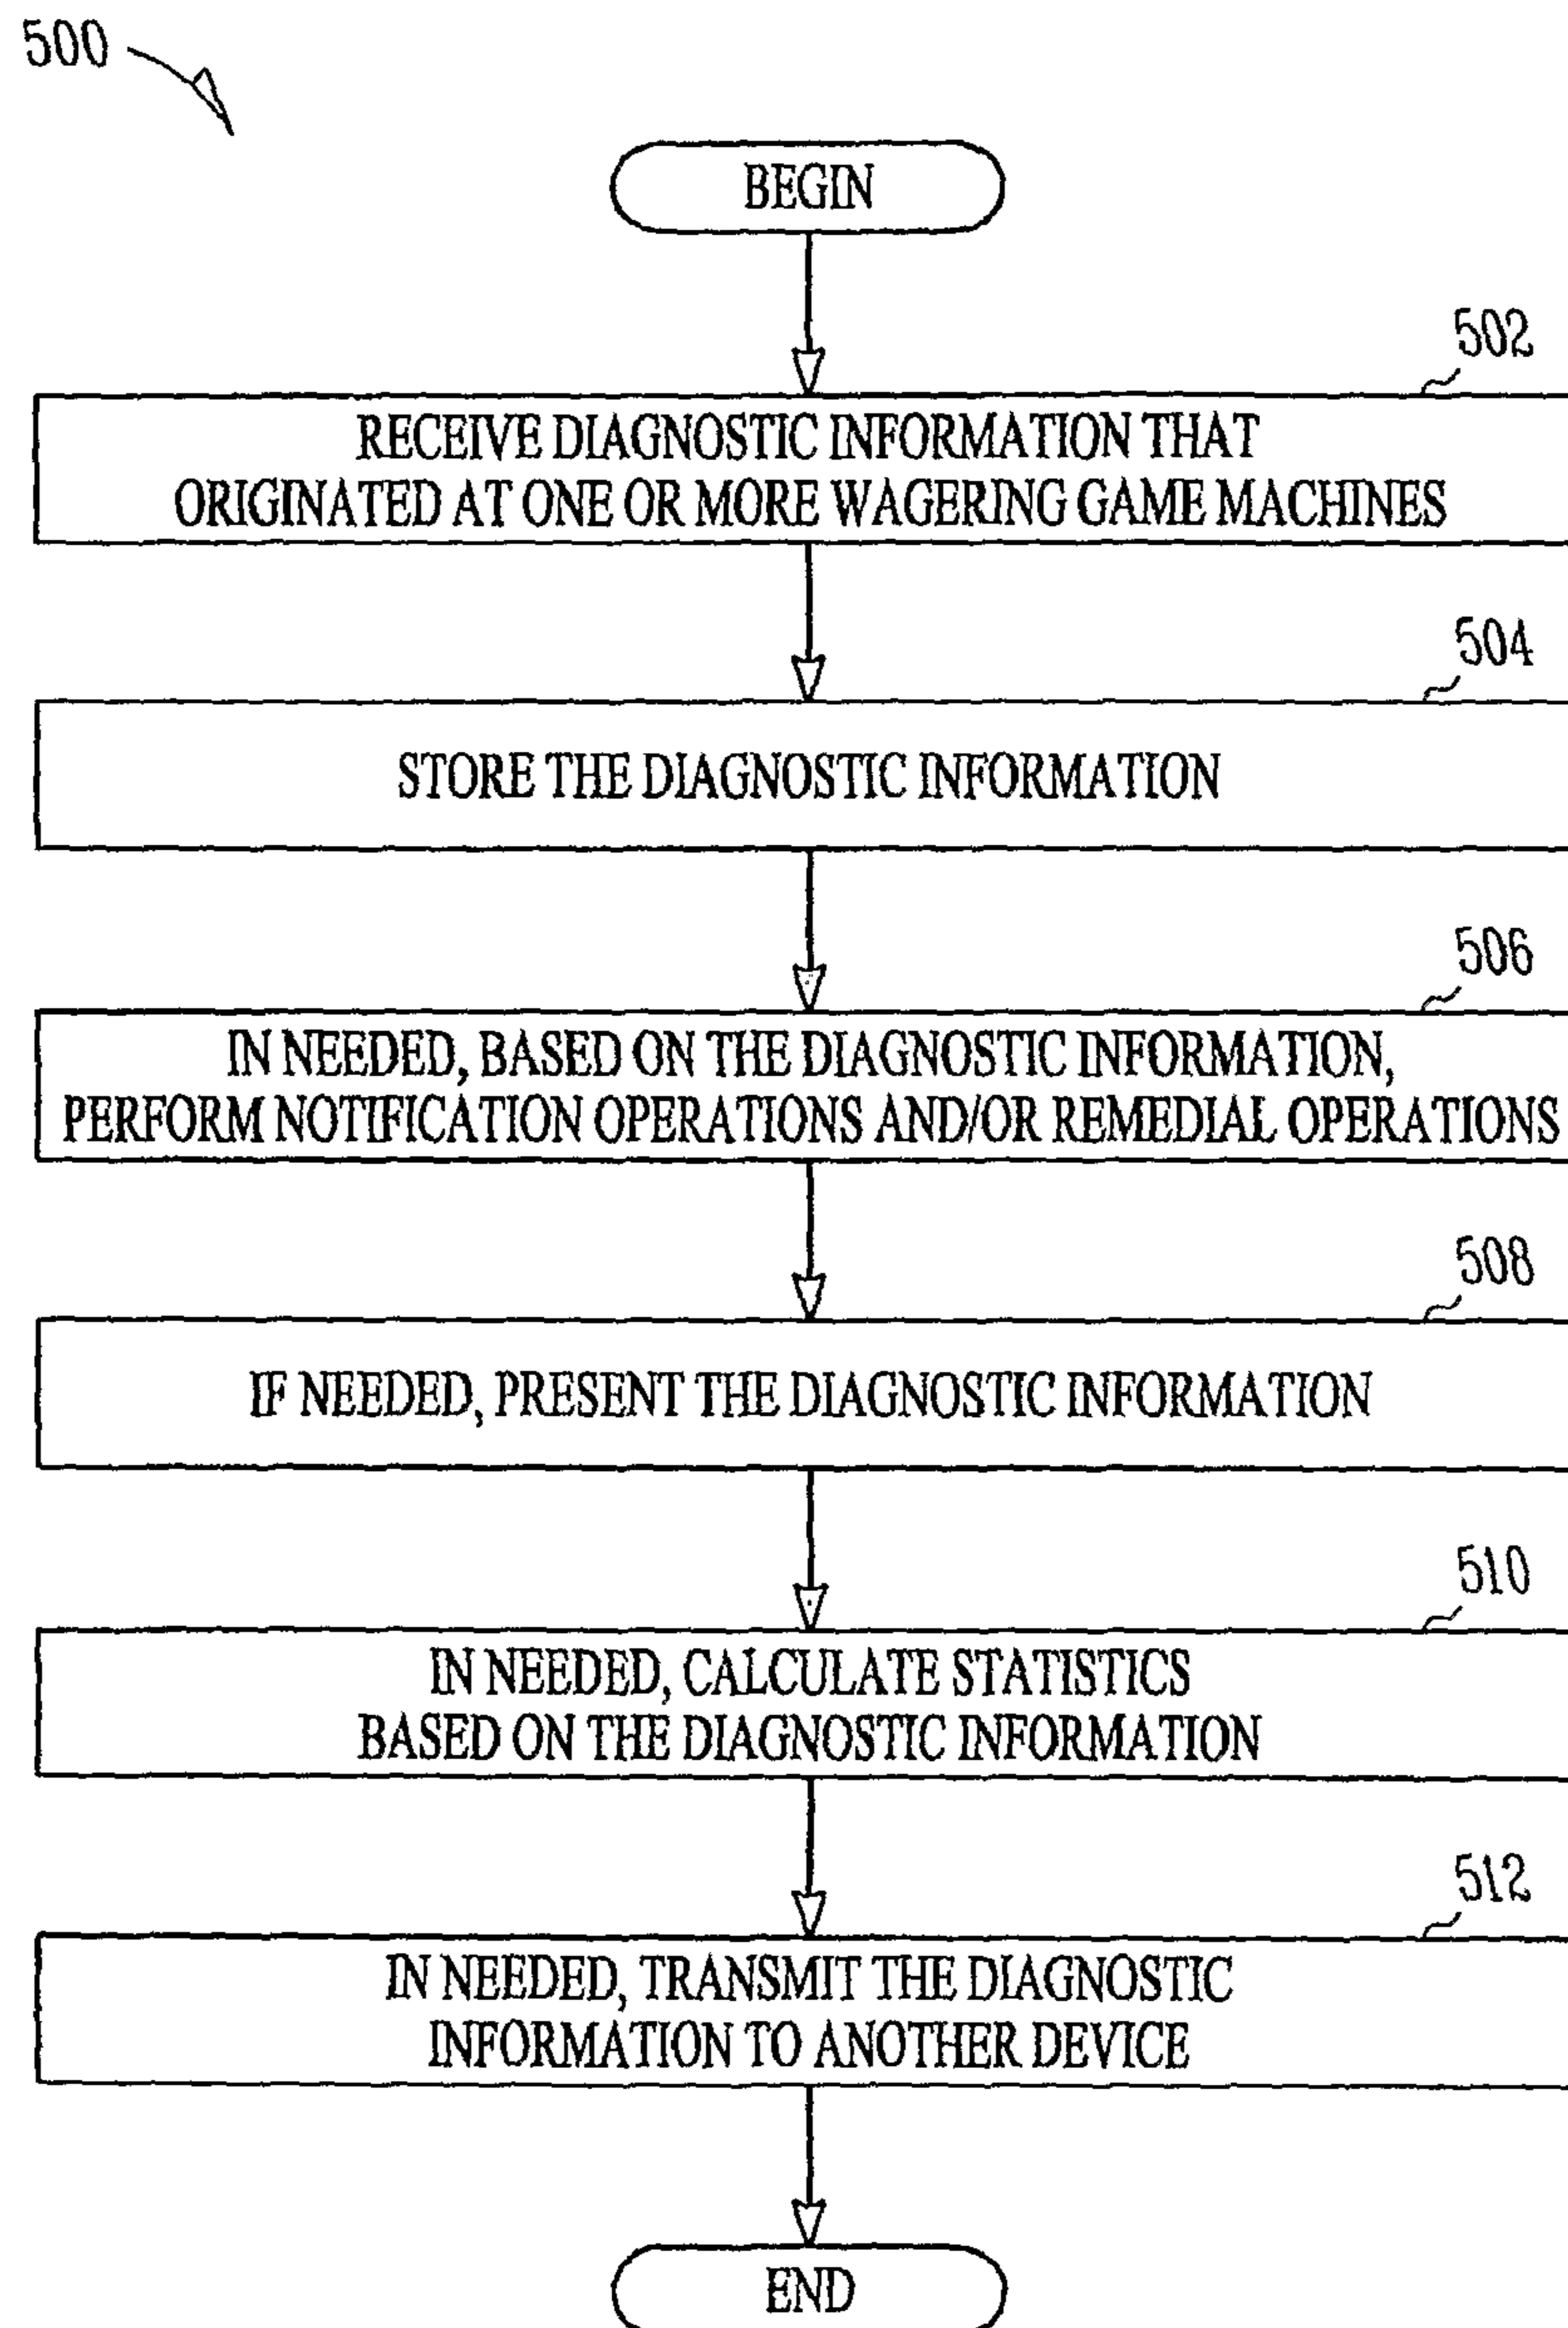 500
BEGIN
502
RECEIVE DIAGNOSTIC INFORMATION THAT
ORIGINATED AT ONE OR MORE WAGERING GAME MACHINES
504
STORE THE DIAGNOSTIC INFORMATION
506
IN NEEDED, BASED ON THE DIAGNOSTIC INFORMATION,
PERFORM NOTIFICATION OPERATIONS AND/OR REMEDIAL OPERATIONS
508
IF NEEDED, PRESENT THE DIAGNOSTIC INFORMATION
510
IN NEEDED, CALCULATE STATISTICS
BASED ON THE DIAGNOSTIC INFORMATION
512
IN NEEDED, TRANSMIT THE DIAGNOSTIC
INFORMATION TO ANOTHER DEVICE
END